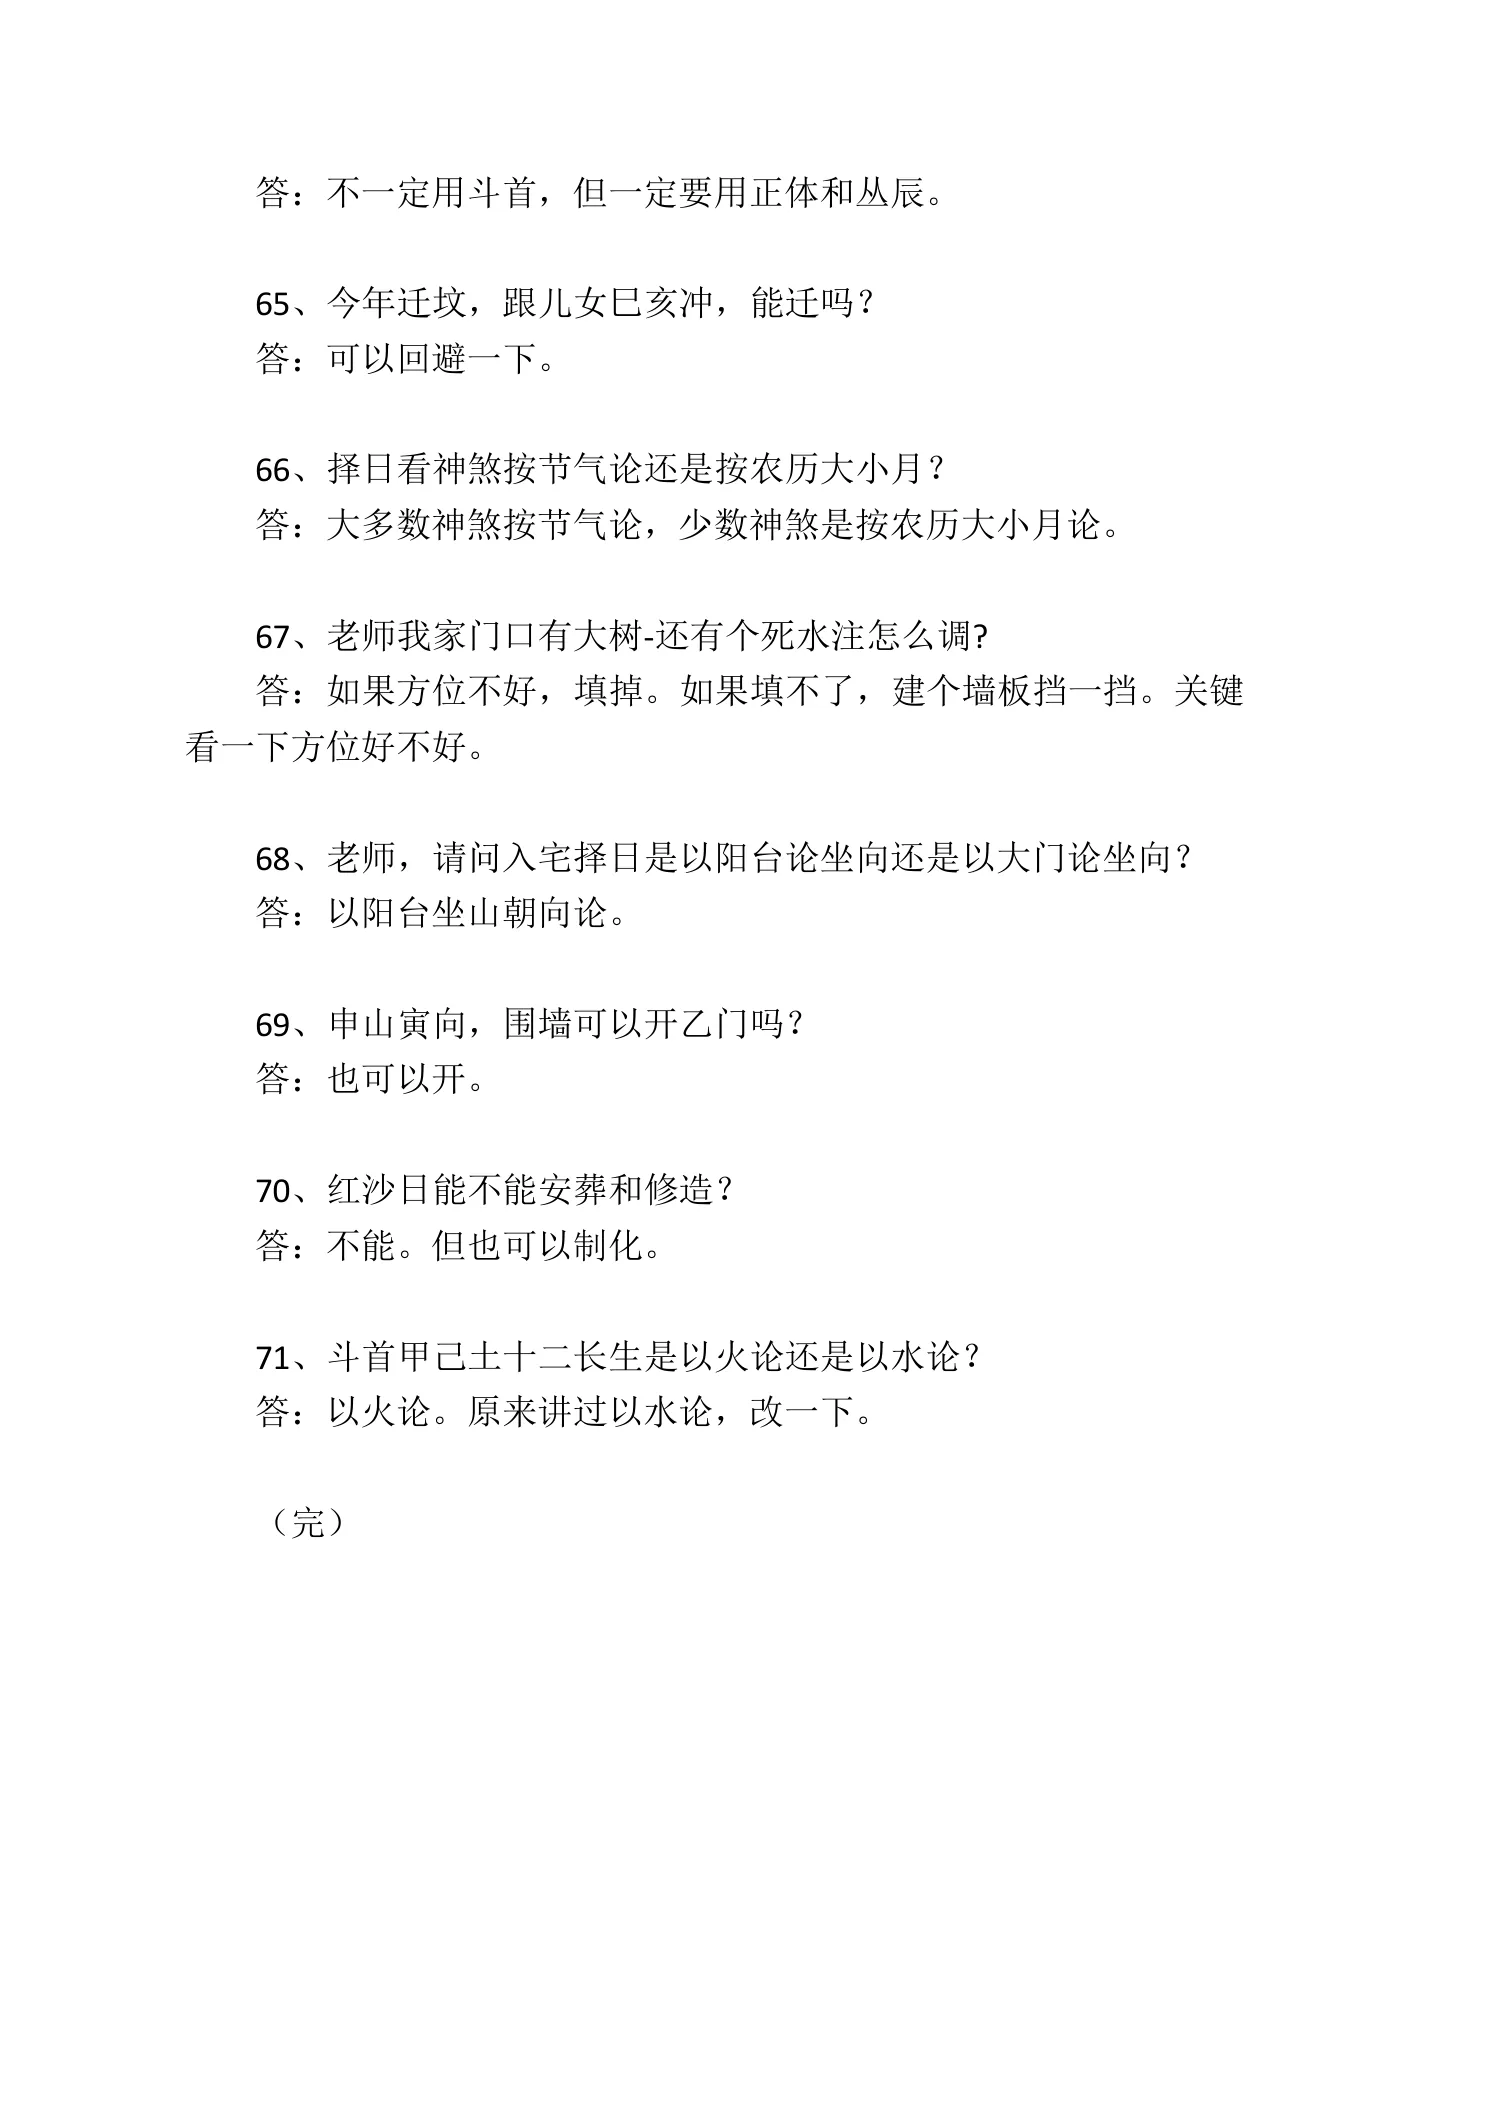 答：不一定用斗首，但一定要用正体和丛辰。
65、今年迁坟，跟儿女巳亥冲，能迁吗？
答：可以回避一下。
66、择日看神煞按节气论还是按农历大小月？
答：大多数神煞按节气论，少数神煞是按农历大小月论。
67、老师我家门口有大树-还有个死水注怎么调?
答：如果方位不好，填掉。如果填不了，建个墙板挡一挡。关键
看一下方位好不好。
68、老师，请问入宅择日是以阳台论坐向还是以大门论坐向？
答：以阳台坐山朝向论。
69、申山寅向，围墙可以开乙门吗？
答：也可以开。
70、红沙日能不能安葬和修造？
答：不能。但也可以制化。
71、斗首甲己土十二长生是以火论还是以水论？
答：以火论。原来讲过以水论，改一下。
（完）